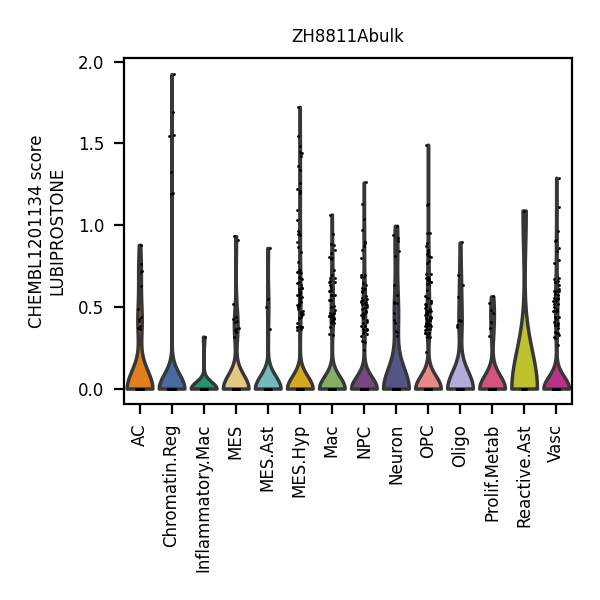 ZH8811Abulk
CHEMBL1201134 score
LUBIPROSTONE
2.0
1.5
1.0
0.5
0.0
AC
Chromatin.Reg
Inflammatory.Mac
MES
MES.Ast
MES.Hyp
Mac
NPC
Neuron
OPC
Oligo
Prolif.Metab
Reactive.Ast
Vasc